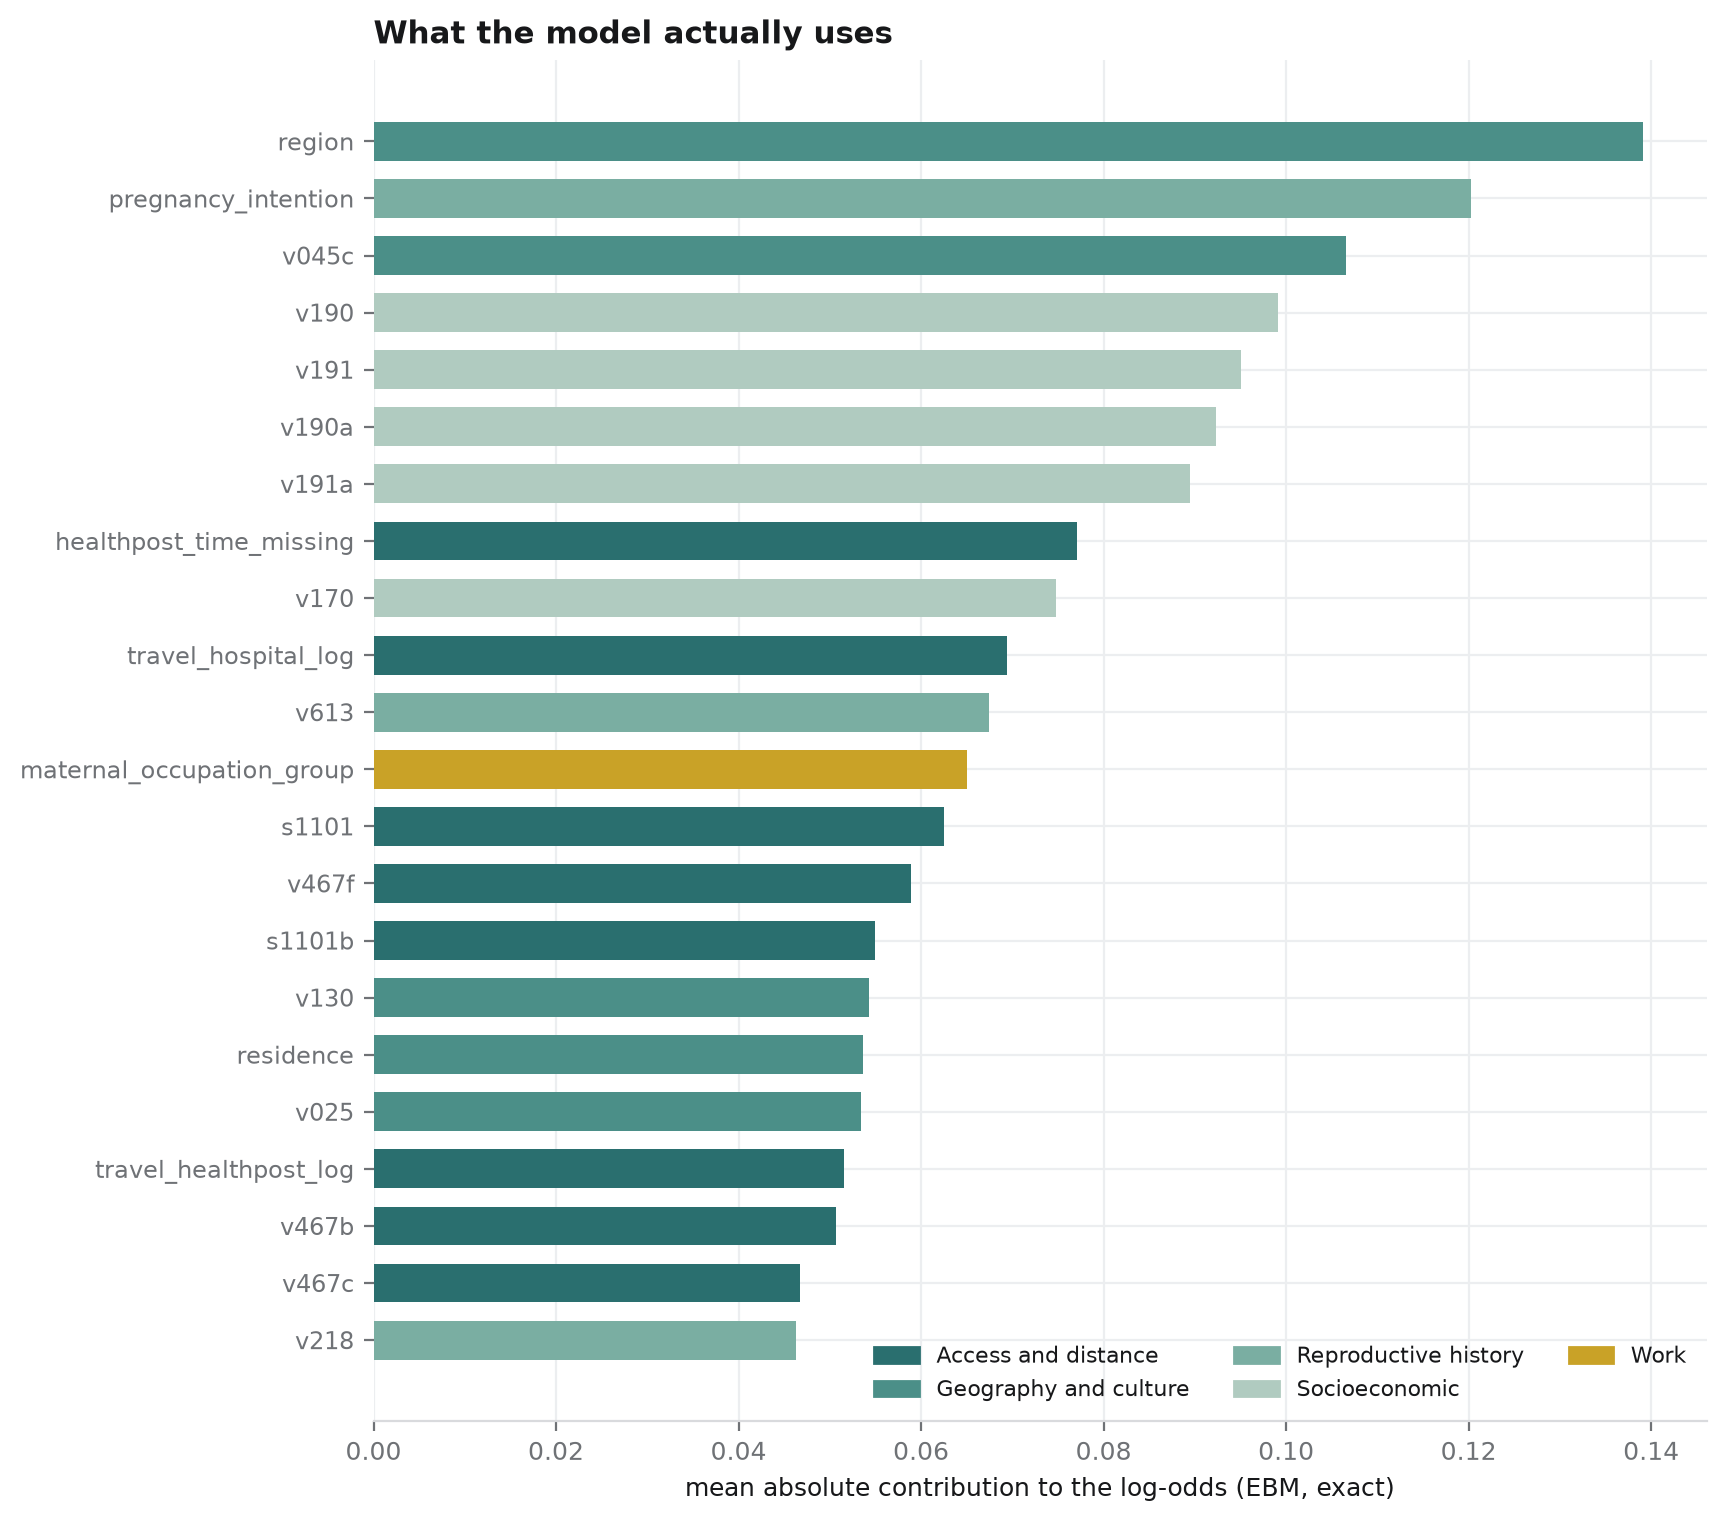 What the model actually uses
region
pregnancy_intention
v045c
v190
v191
v190a
v191a
healthpost_time_missing
v170
travel_hospital_log
v613
maternal_occupation_group
s1101
v467f
s1101b
v130
residence
v025
travel_healthpost_log
v467b
v467c
v218
Access and distance Reproductive history Work
Geography and culture Socioeconomic
0.00 0.02 0.04 0.06 0.08 0.10 0.12 0.14
mean absolute contribution to the log-odds (EBM, exact)